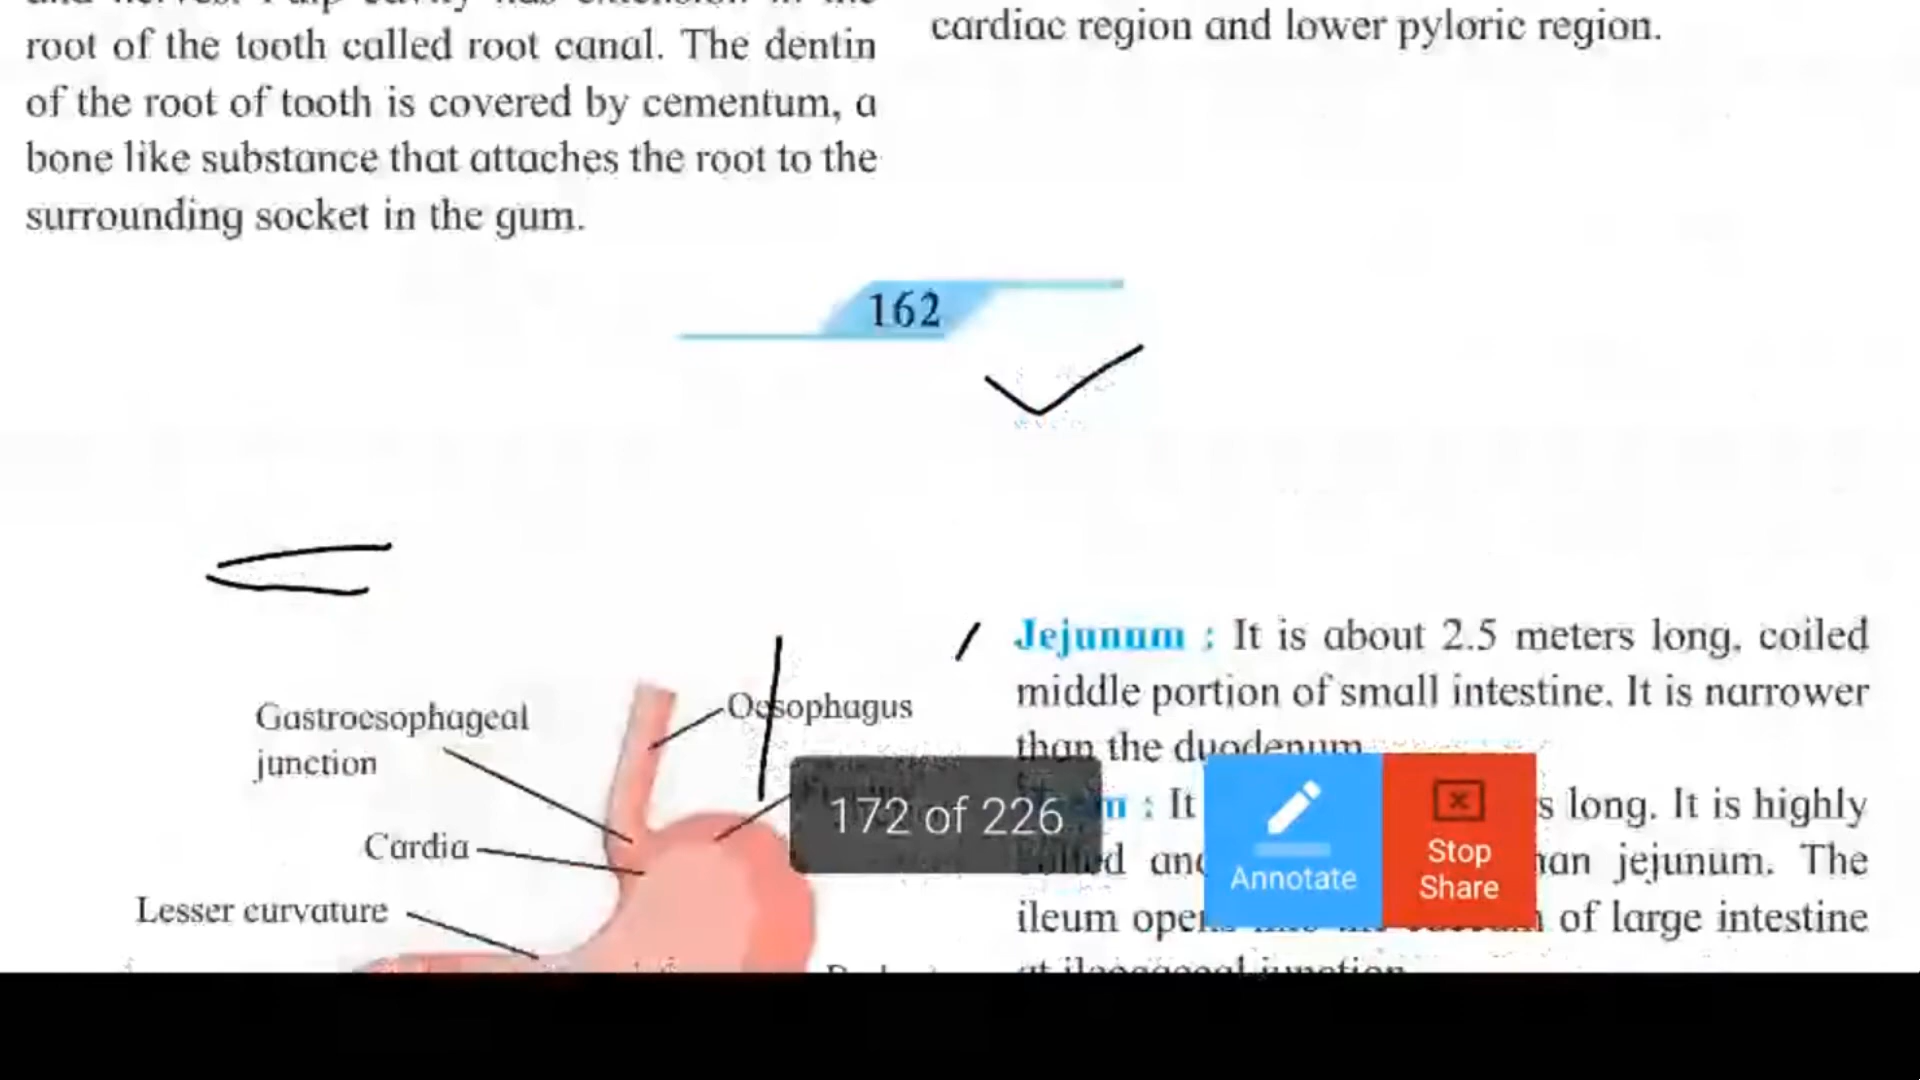 root of the tooth called root canal. The dentin
of the root of tooth is covered by cementum, a
bone like substance that attaches the root to the
surrounding socket in the gum.
cardiac region and lower pyloric region.
162
Gastroesophageal
junction
Oesophagus
Cardia
Lesser curvature
Jejunum : It is about 2.5 meters long, coiled
middle portion of small intestine. It is narrower
than the duodenum.
: It s long. It is highly
jejunum. The
ileum of large intestine
172 of 226
Annotate
Stop
Share